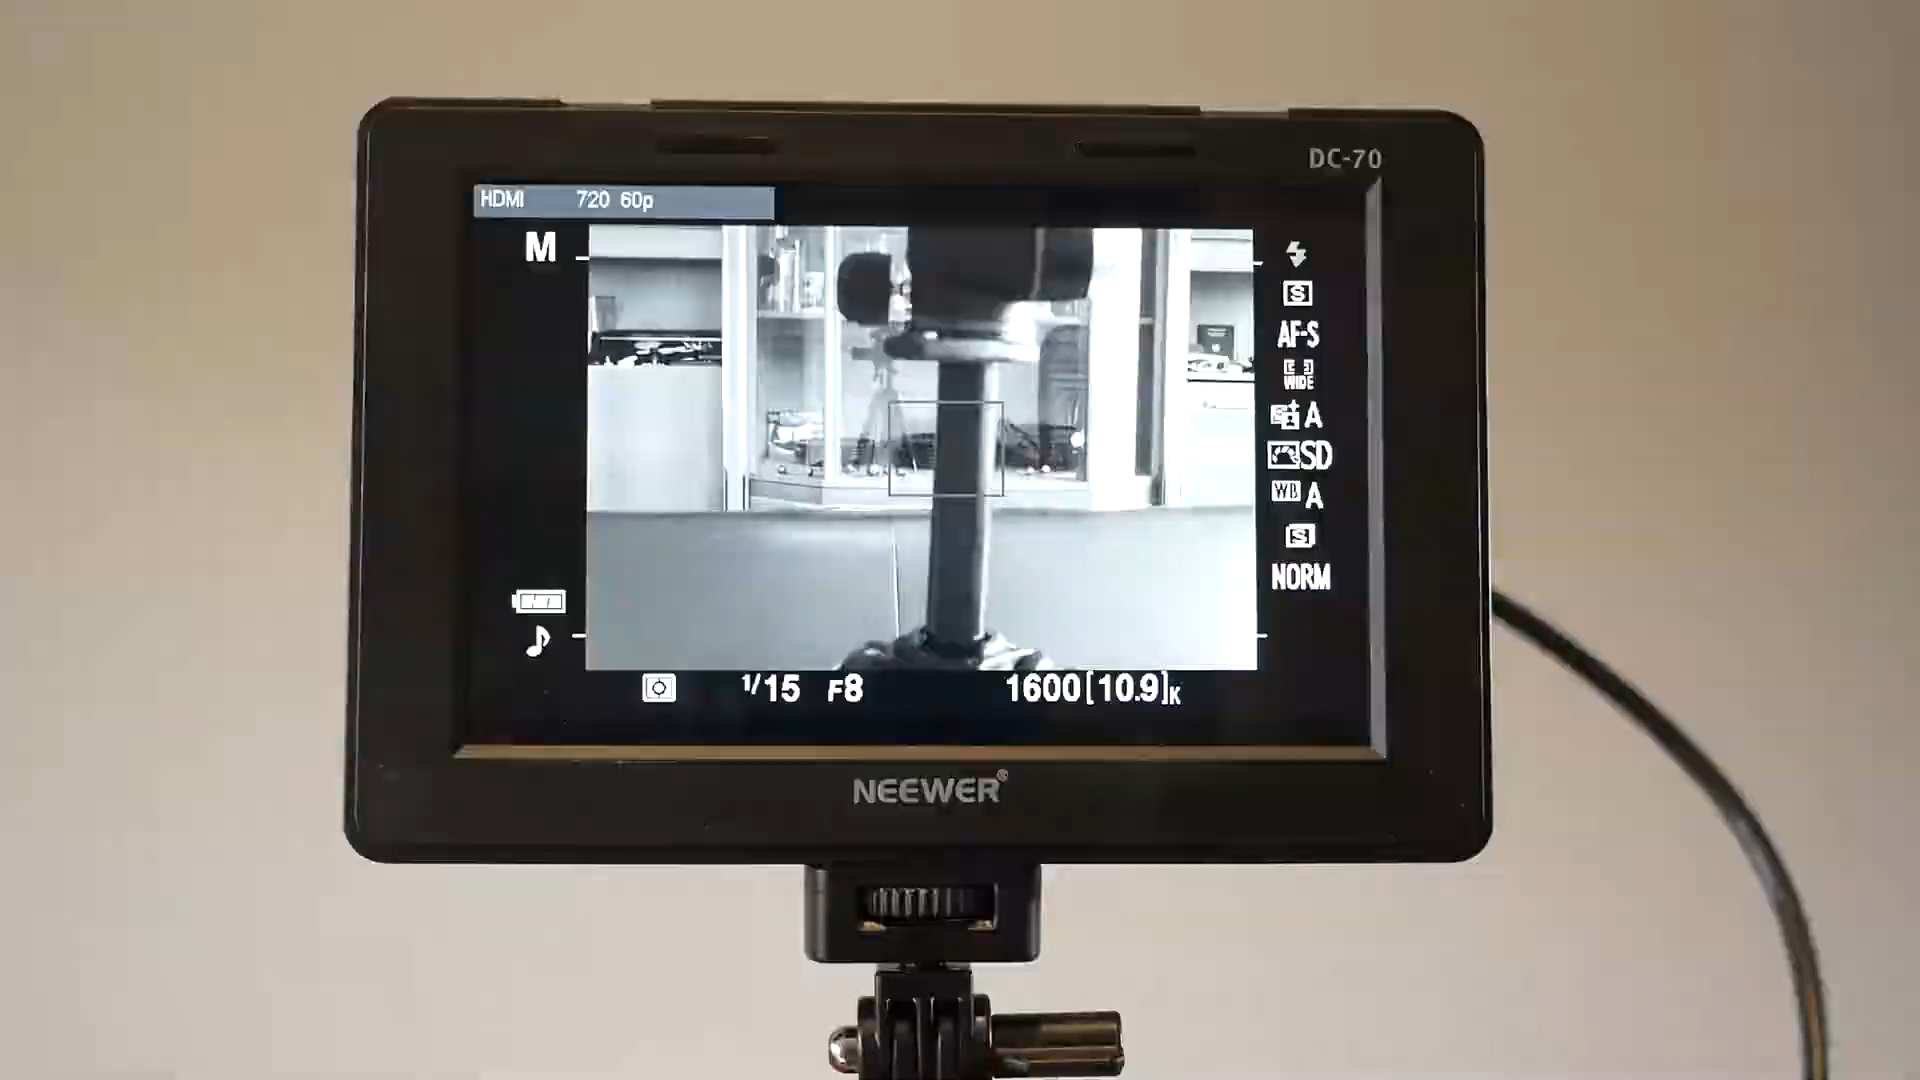 DC-70
HDMI 720 60p
M
S
AF-S
WIDE
A
SD
WB A
S
NORM
1/15 F8 1600[10.9]K
NEEWER®